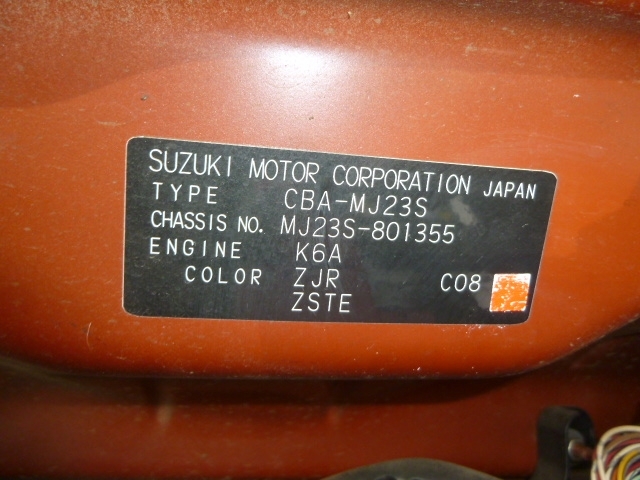 SUZUKI MOTOR CORPORATION JAPAN
TYPE CBA-MJ23S
CHASSIS NO. MJ23S-801355
ENGINE K6A
COLOR ZJR C08
ZSTE